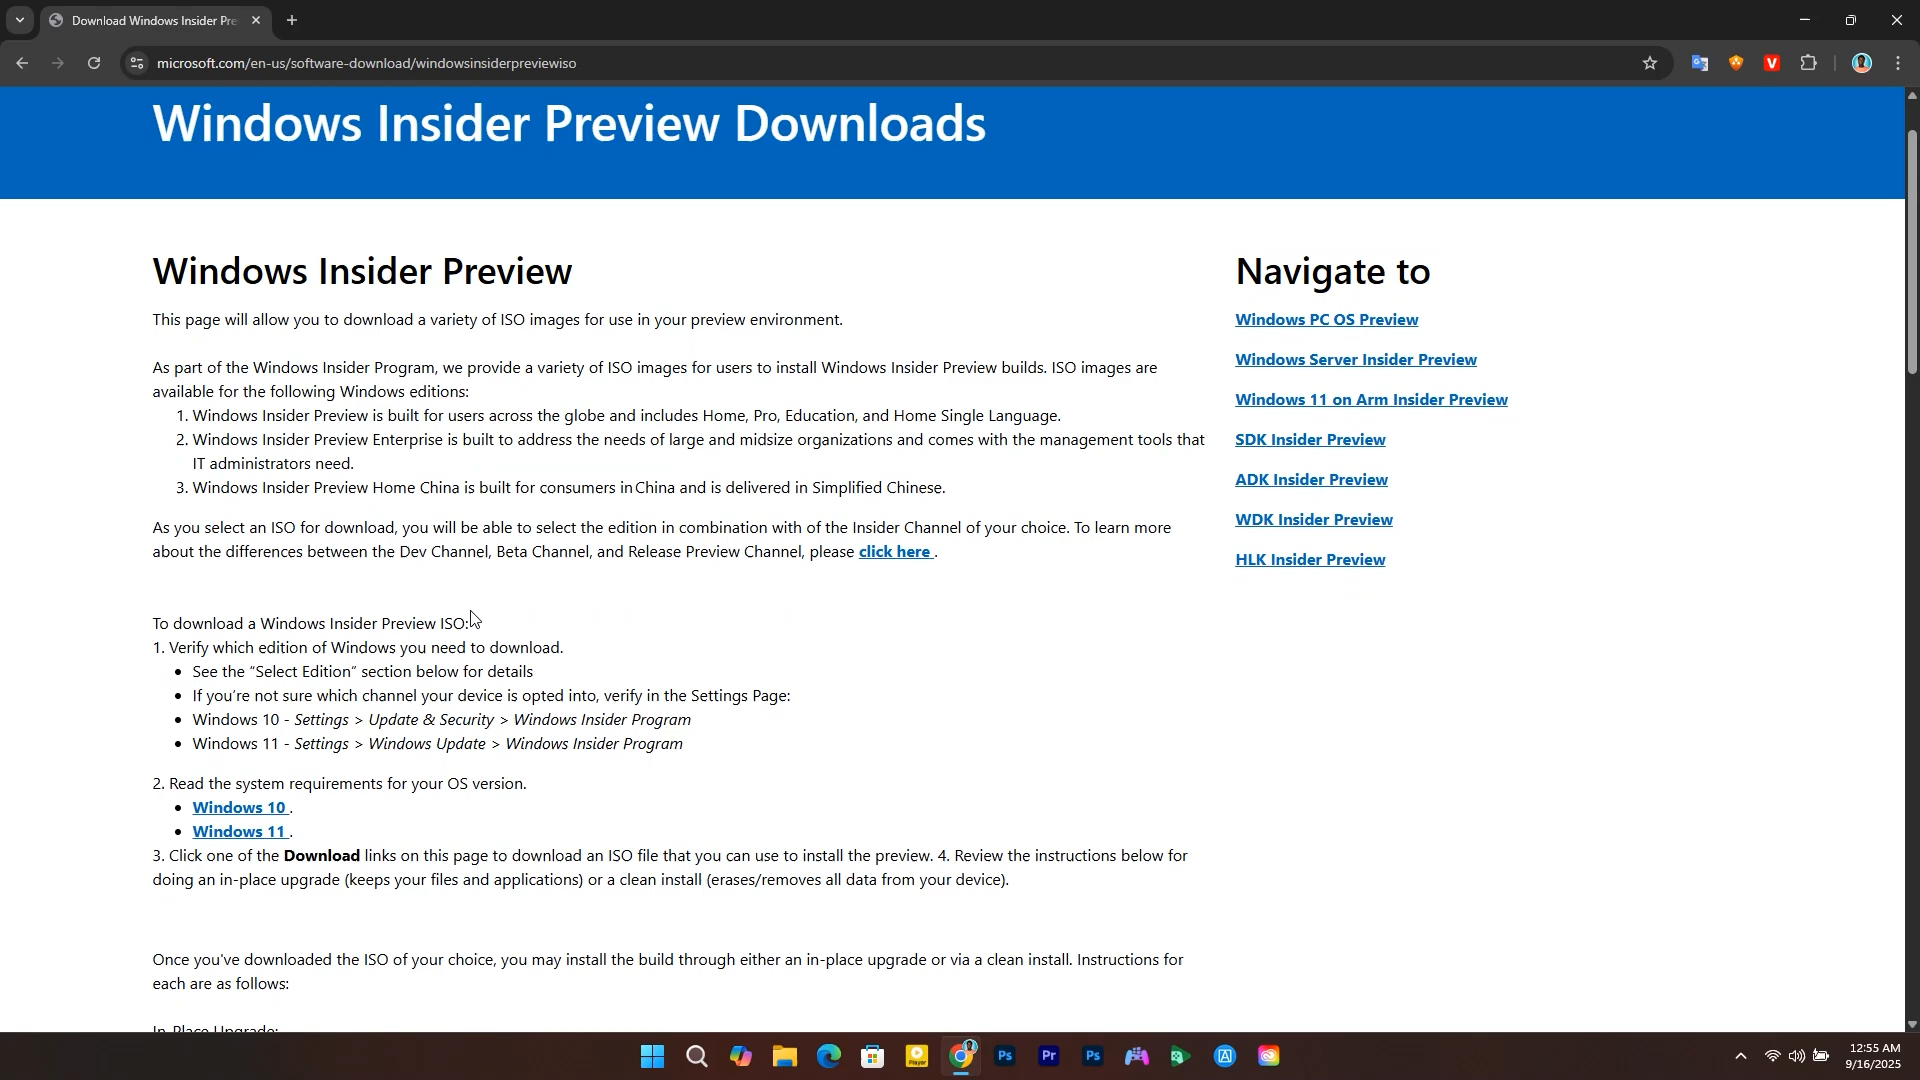 Download Windows Insider Pre
microsoft.com/en-us/software-download/windowsinsiderpreviewiso
Windows Insider Preview Downloads
Windows Insider Preview
This page will allow you to download a variety of ISO images for use in your preview environment.
As part of the Windows Insider Program, we provide a variety of ISO images for users to install Windows Insider Preview builds. ISO images are
available for the following Windows editions:
1. Windows Insider Preview is built for users across the globe and includes Home, Pro, Education, and Home Single Language.
2. Windows Insider Preview Enterprise is built to address the needs of large and midsize organizations and comes with the management tools that
IT administrators need.
3. Windows Insider Preview Home China is built for consumers in China and is delivered in Simplified Chinese.
As you select an ISO for download, you will be able to select the edition in combination with of the Insider Channel of your choice. To learn more
about the differences between the Dev Channel, Beta Channel, and Release Preview Channel, please click here .
To download a Windows Insider Preview ISO:
1. Verify which edition of Windows you need to download.
• See the “Select Edition” section below for details
• If you’re not sure which channel your device is opted into, verify in the Settings Page:
• Windows 10 - Settings > Update & Security > Windows Insider Program
• Windows 11 - Settings > Windows Update > Windows Insider Program
2. Read the system requirements for your OS version.
• Windows 10 .
• Windows 11 .
3. Click one of the Download links on this page to download an ISO file that you can use to install the preview. 4. Review the instructions below for
doing an in-place upgrade (keeps your files and applications) or a clean install (erases/removes all data from your device).
Once you've downloaded the ISO of your choice, you may install the build through either an in-place upgrade or via a clean install. Instructions for
each are as follows:
In-Place Upgrade:
Navigate to
Windows PC OS Preview
Windows Server Insider Preview
Windows 11 on Arm Insider Preview
SDK Insider Preview
ADK Insider Preview
WDK Insider Preview
HLK Insider Preview
V
Player
Ps
Pr
Ps
12:55 AM
9/16/2025